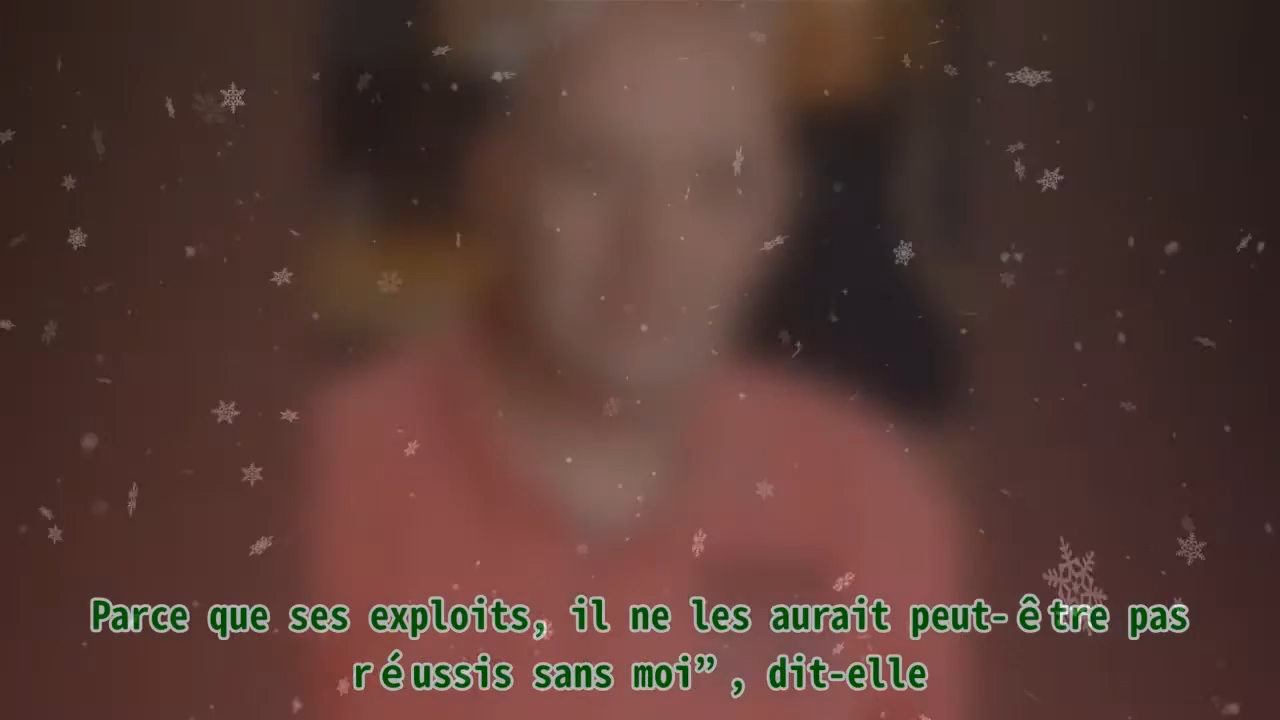 Parce que ses exploits, il ne les aurait peut-être pas
réussis sans moi”, dit-elle